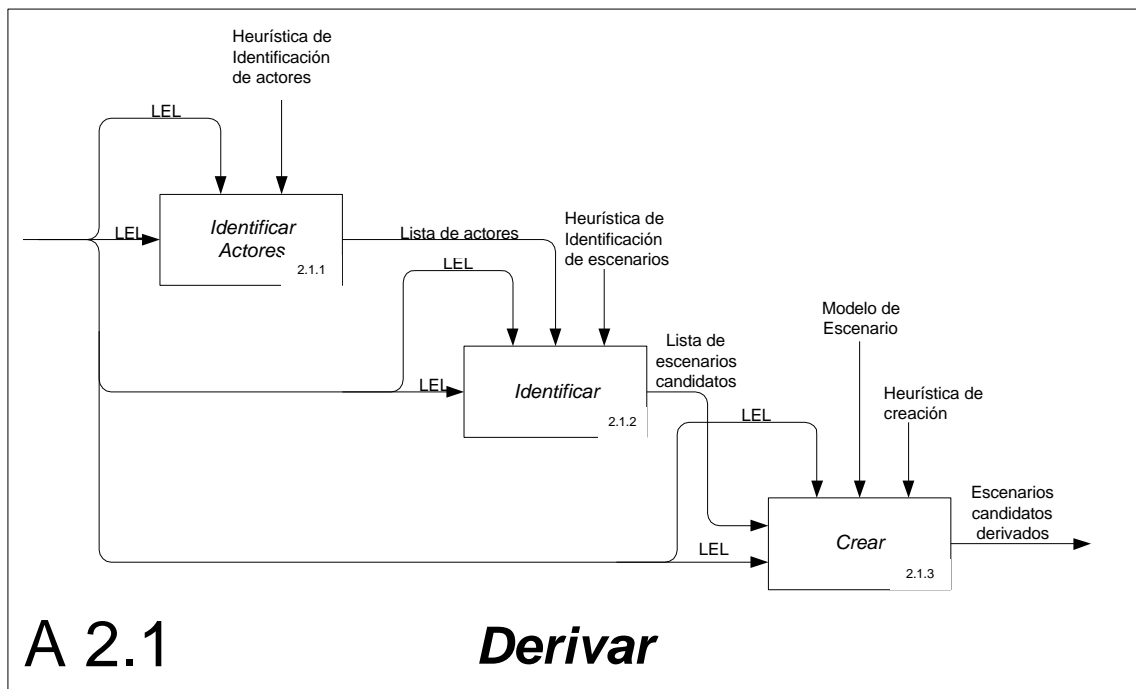 Heurística de
Identificación
de actores
LEL
LEL
Identificar
Actores
2.1.1
Lista de actores
Heurística de
Identificación
de escenarios
LEL
Modelo de
Escenario
LEL
Identificar
2.1.2
Lista de
escenarios
candidatos
Heurística de
creación
LEL
LEL
Crear
2.1.3
Escenarios
candidatos
derivados
A 2.1
Derivar